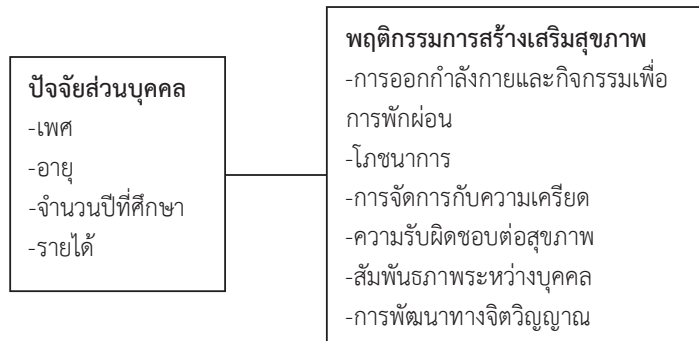 ปัจจัยส่วนบุคคล
-เพศ
-อายุ
-จำนวนปีที่ศึกษา
-รายได้
พฤติกรรมการสร้างเสริมสุขภาพ
-การออกกำลังกายและกิจกรรมเพื่อ
การพักผ่อน
-โภชนาการ
-การจัดการกับความเครียด
-ความรับผิดชอบต่อสุขภาพ
-สัมพันธภาพระหว่างบุคคล
-การพัฒนาทางจิตวิญญาณ